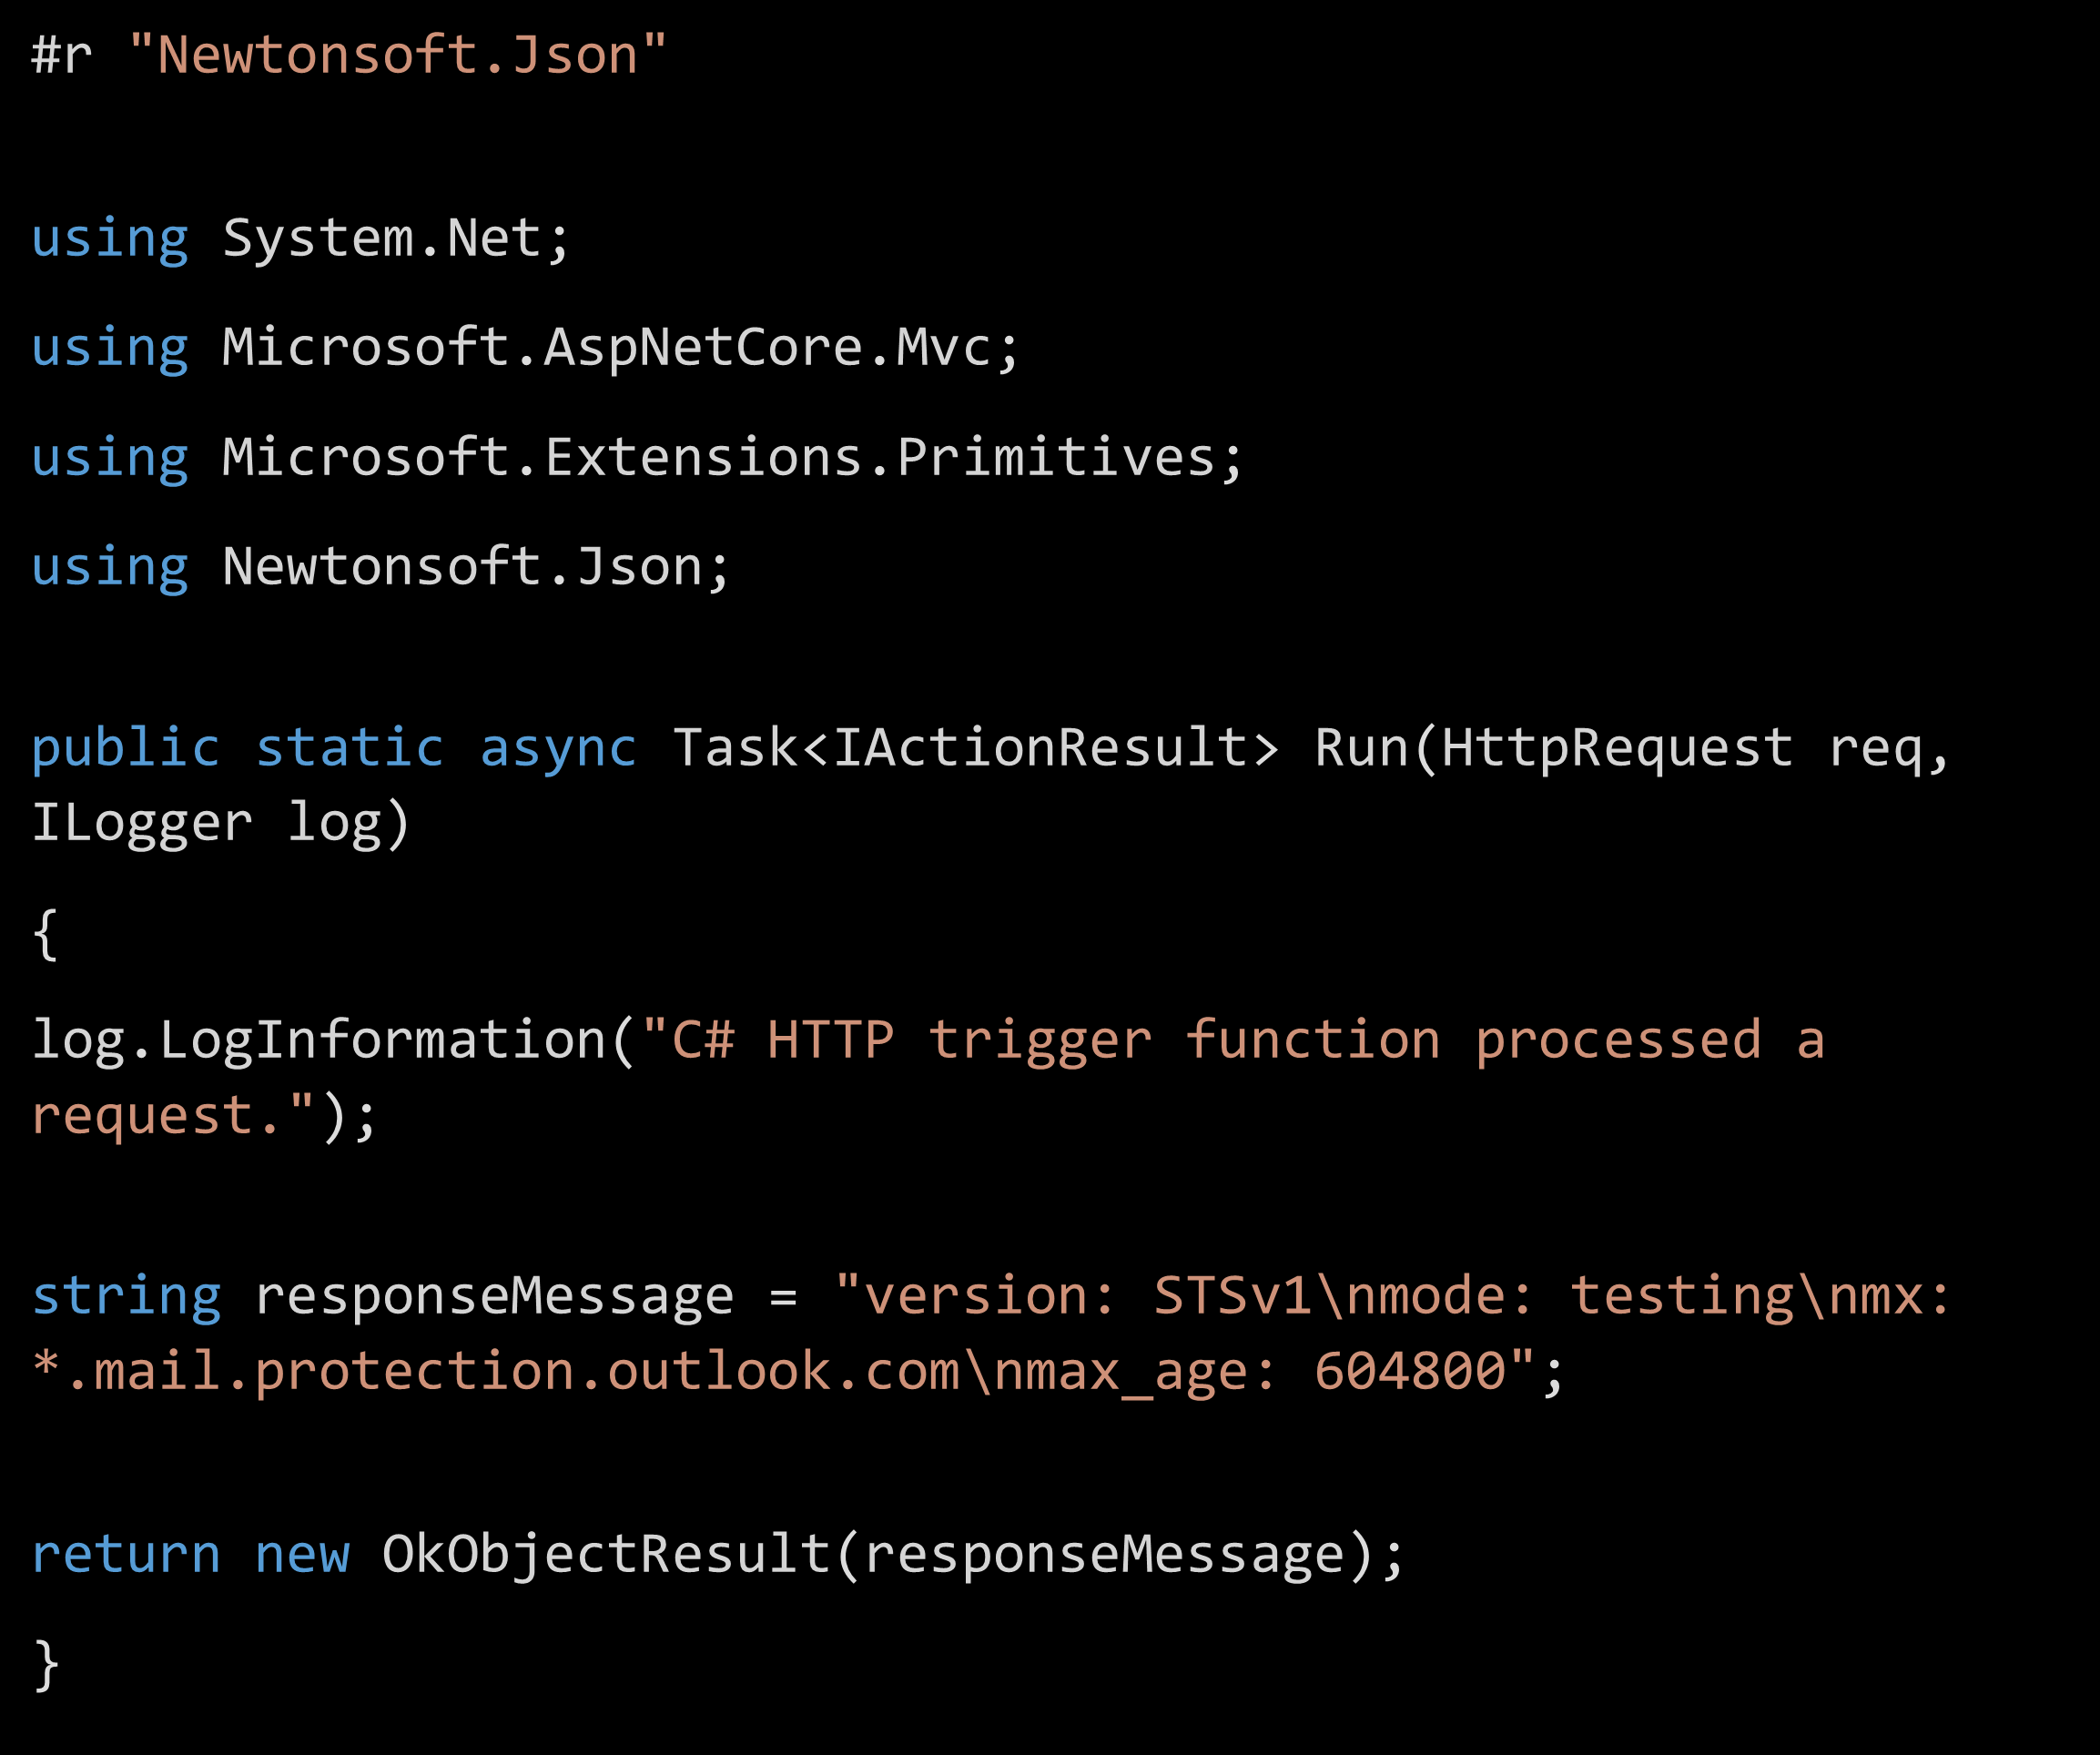 #r "Newtonsoft.Json"
using System.Net;
using Microsoft.AspNetCore.Mvc;
using Microsoft.Extensions.Primitives;
using Newtonsoft.Json;
public static async Task<IActionResult> Run(HttpRequest req,
ILogger log)
{
log.LogInformation("C# HTTP trigger function processed a
request.");
string responseMessage = "version: STSv1\nmode: testing\nmx:
*.mail.protection.outlook.com\nmax_age: 604800";
return new OkObjectResult(responseMessage);
}